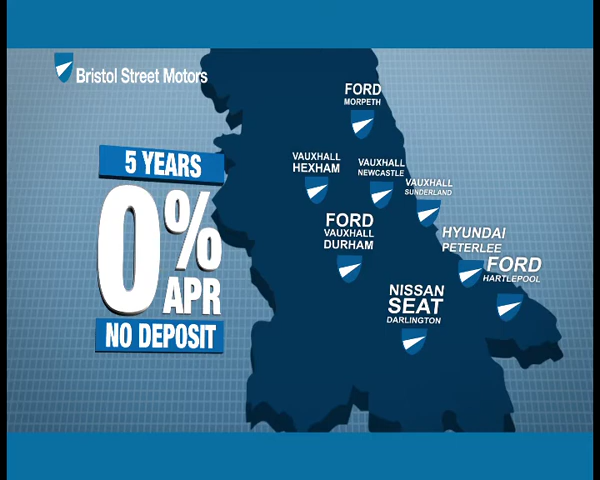 Bristol Street Motors
5 YEARS
0%
APR
NO DEPOSIT
FORD
MORPETH
VAUXHALL
HEXHAM
VAUXHALL
NEWCASTLE
VAUXHALL
SUNDERLAND
FORD
VAUXHALL
DURHAM
HYUNDAI
PETERLEE
FORD
HARTLEPOOL
NISSAN
SEAT
DARLINGTON